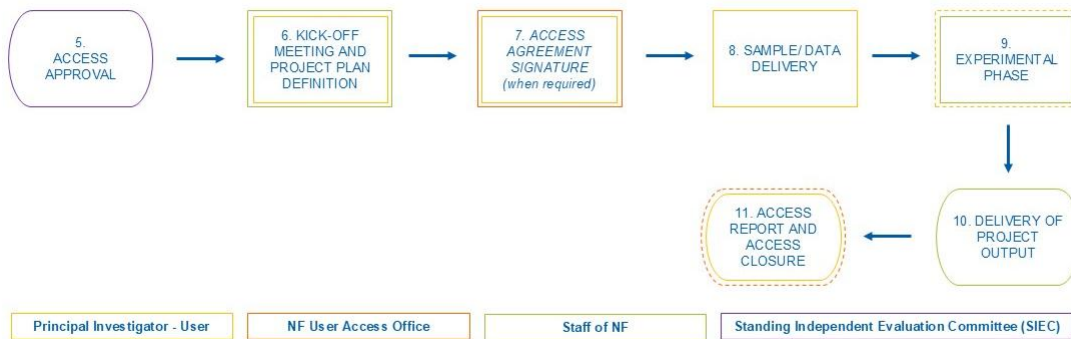 5.
ACCESS
APPROVAL
6. KICK-OFF
MEETING AND
PROJECT PLAN
DEFINITION
7. ACCESS
AGREEMENT
SIGNATURE
(when required)
8. SAMPLE/ DATA
DELIVERY
9.
EXPERIMENTAL
PHASE
10. DELIVERY OF
PROJECT
OUTPUT
11. ACCESS
REPORT AND
ACCESS
CLOSURE
Principal Investigator - User
NF User Access Office
Staff of NF
Standing Independent Evaluation Committee (SIEC)